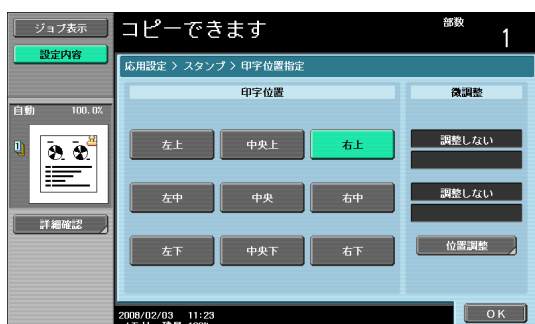 ジョブ表示
設定内容
コピーできます
部数
1
応用設定 > スタンプ > 印字位置指定
印字位置
微調整
自動 100.0%
左上
中央上
右上
調整しない
左中
中央
右中
調整しない
詳細確認
左下
中央下
右下
位置調整
2008/02/03 11:23
OK